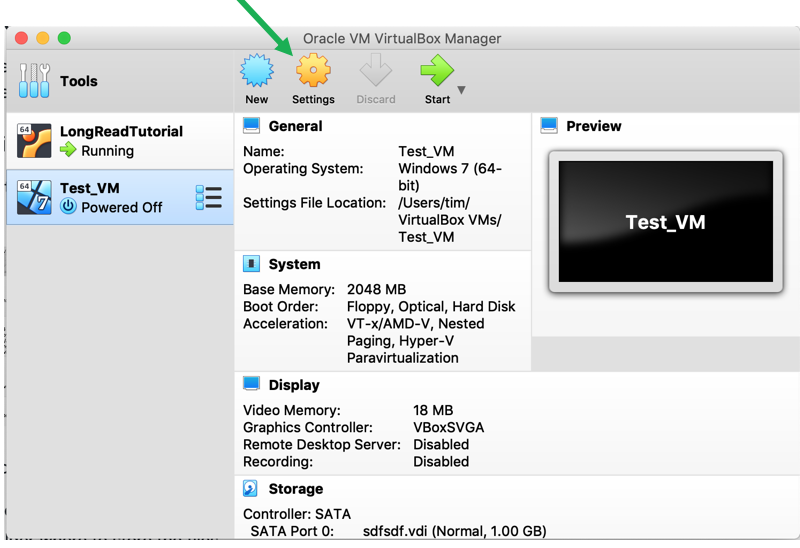 Oracle VM VirtualBox Manager
Tools
New
Settings
Discard
Start
64
LongReadTutorial
Running
64
7
Test_VM
Powered Off
General
Name: Test_VM
Operating System: Windows 7 (64-
bit)
Settings File Location: /Users/tim/
VirtualBox VMs/
Test_VM
System
Base Memory: 2048 MB
Boot Order: Floppy, Optical, Hard Disk
Acceleration: VT-x/AMD-V, Nested
Paging, Hyper-V
Paravirtualization
Display
Video Memory: 18 MB
Graphics Controller: VBoxSVGA
Remote Desktop Server: Disabled
Recording: Disabled
Storage
Controller: SATA
SATA Port 0: sdfsdf.vdi (Normal, 1.00 GB)
Preview
Test_VM